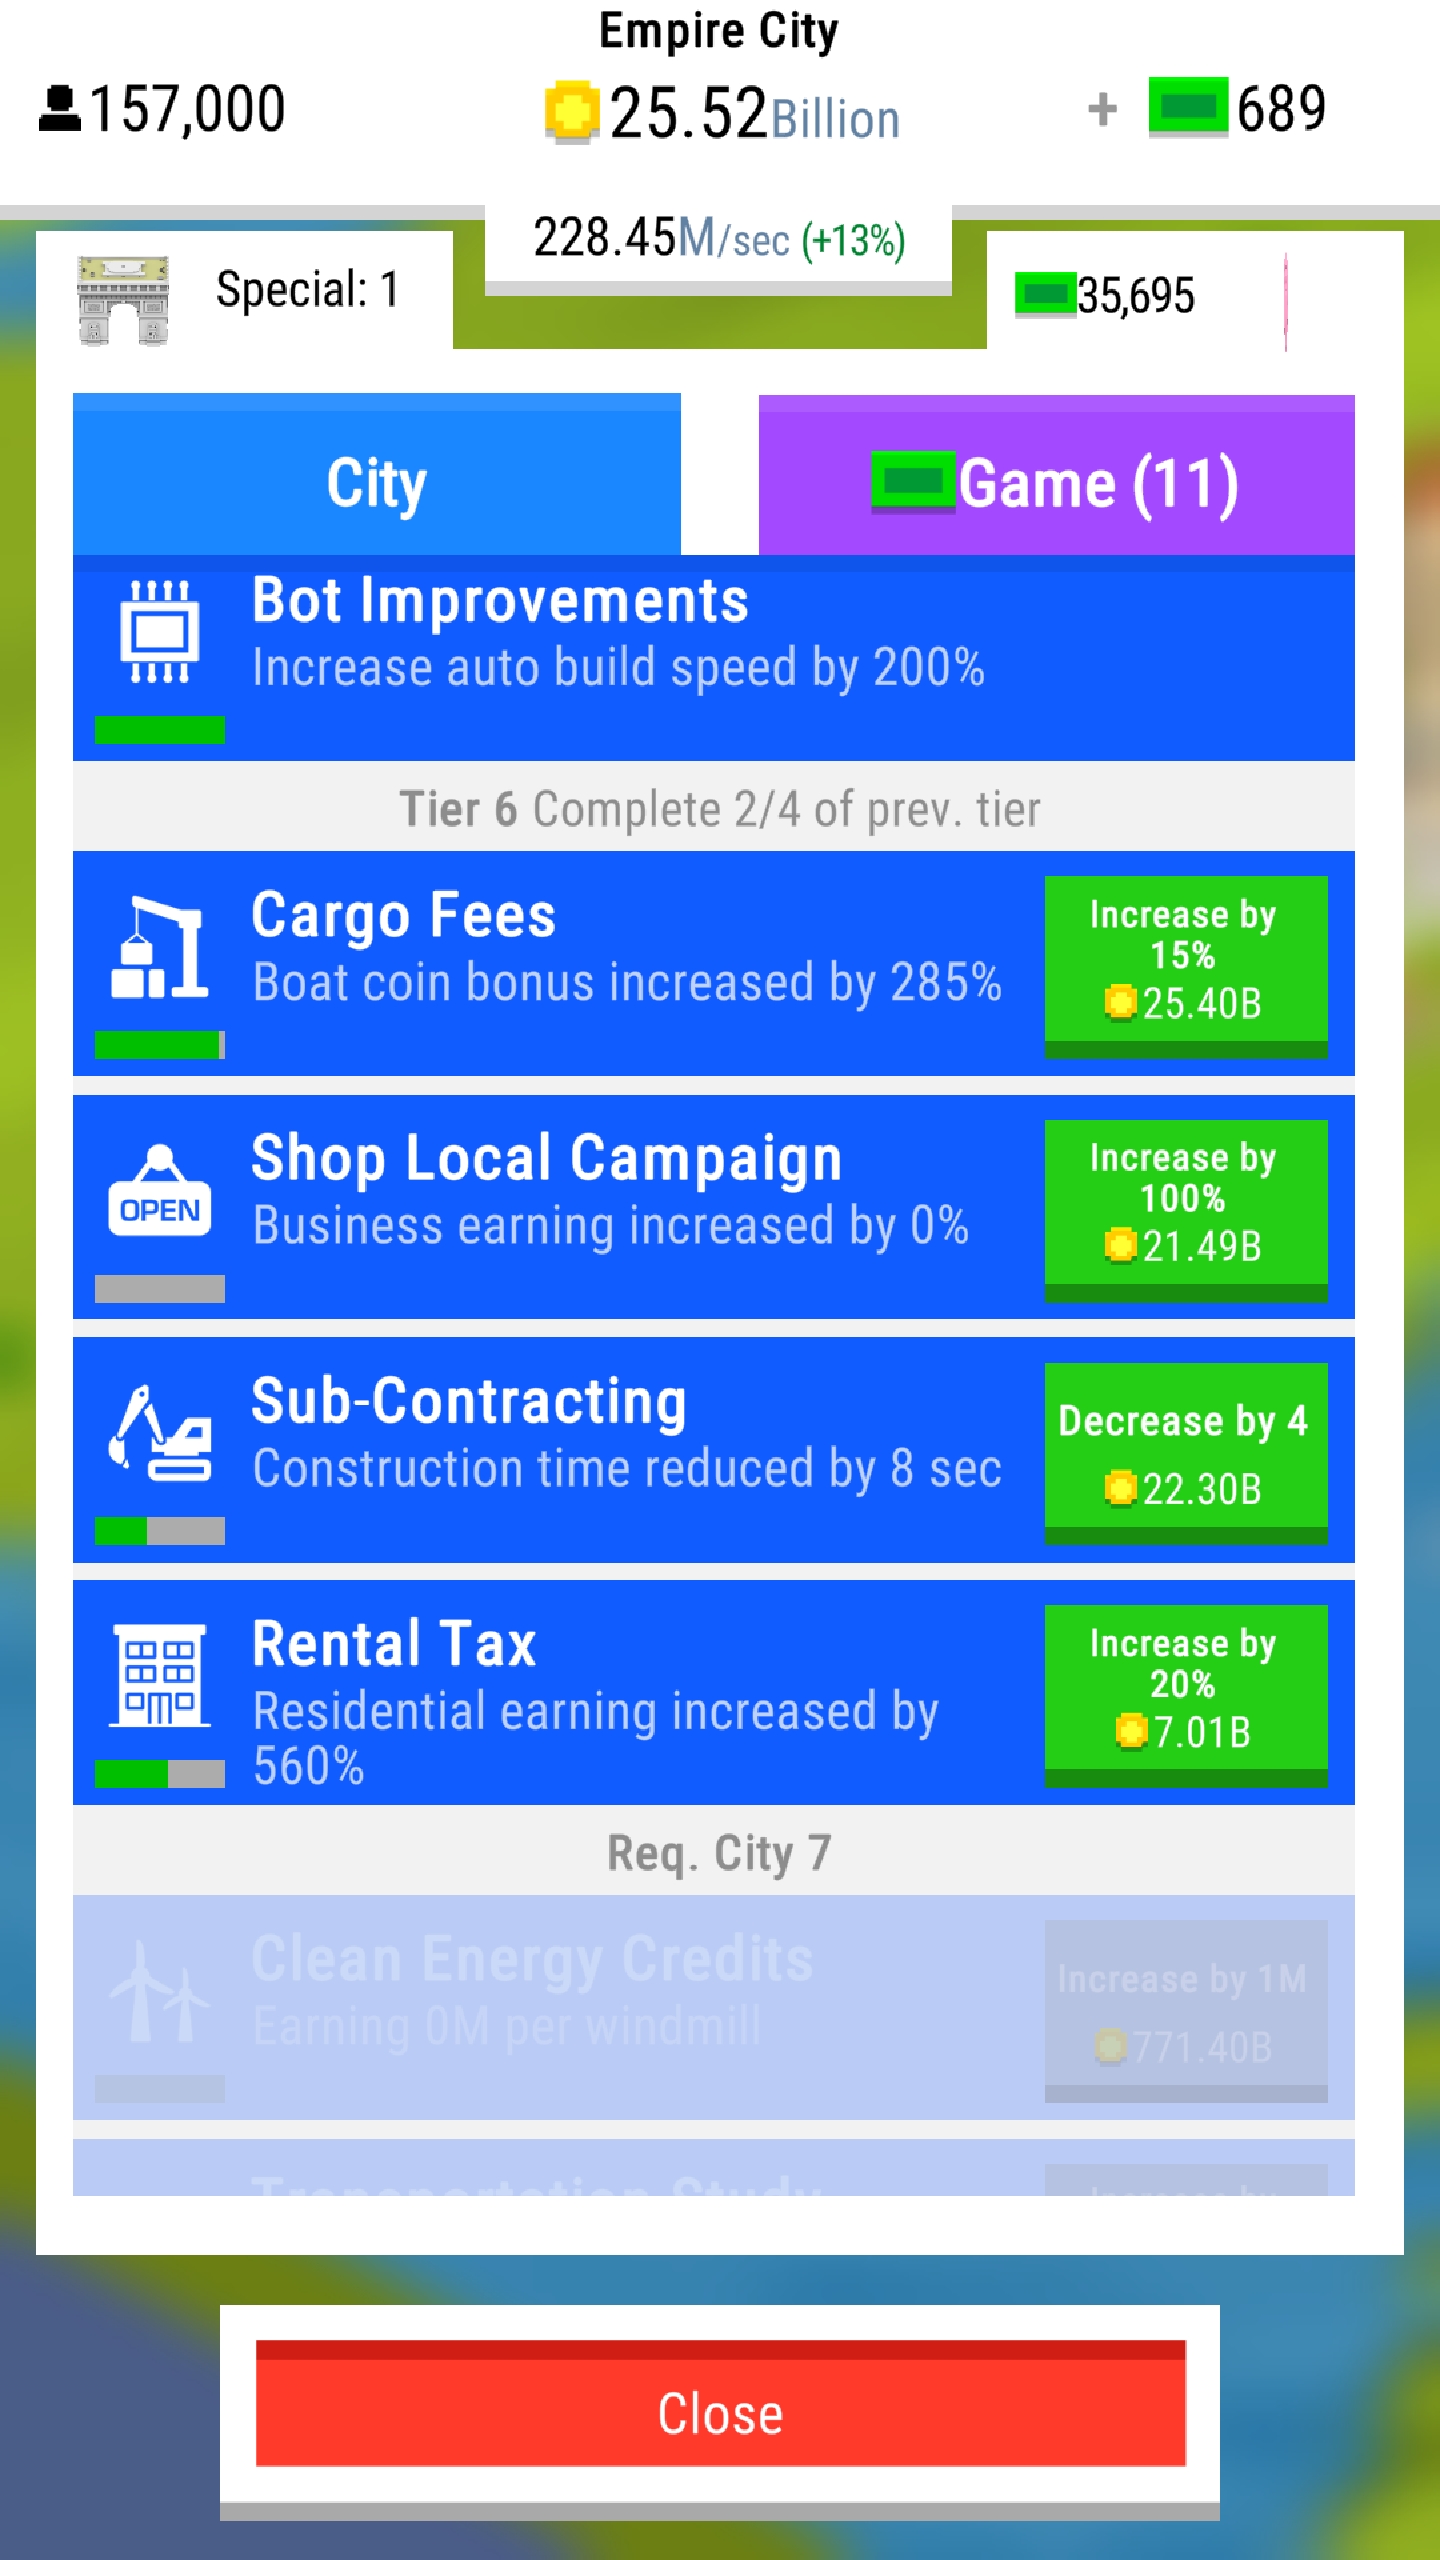 Empire City
157,000
25.52Billion
+ 689
228.45M/sec (+13%)
Special: 1
35,695
City
Game (11)
Bot Improvements
Increase auto build speed by 200%
Tier 6 Complete 2/4 of prev. tier
Cargo Fees
Boat coin bonus increased by 285%
Increase by
15%
25.40B
Shop Local Campaign
Business earning increased by 0%
OPEN
Increase by
100%
21.49B
Sub-Contracting
Construction time reduced by 8 sec
Decrease by 4
22.30B
Rental Tax
Residential earning increased by
560%
Increase by
20%
7.01B
Req. City 7
Clean Energy Credits
Earning 0M per windmill
Increase by 1M
771.40B
Transportation Study
Increase by
Close